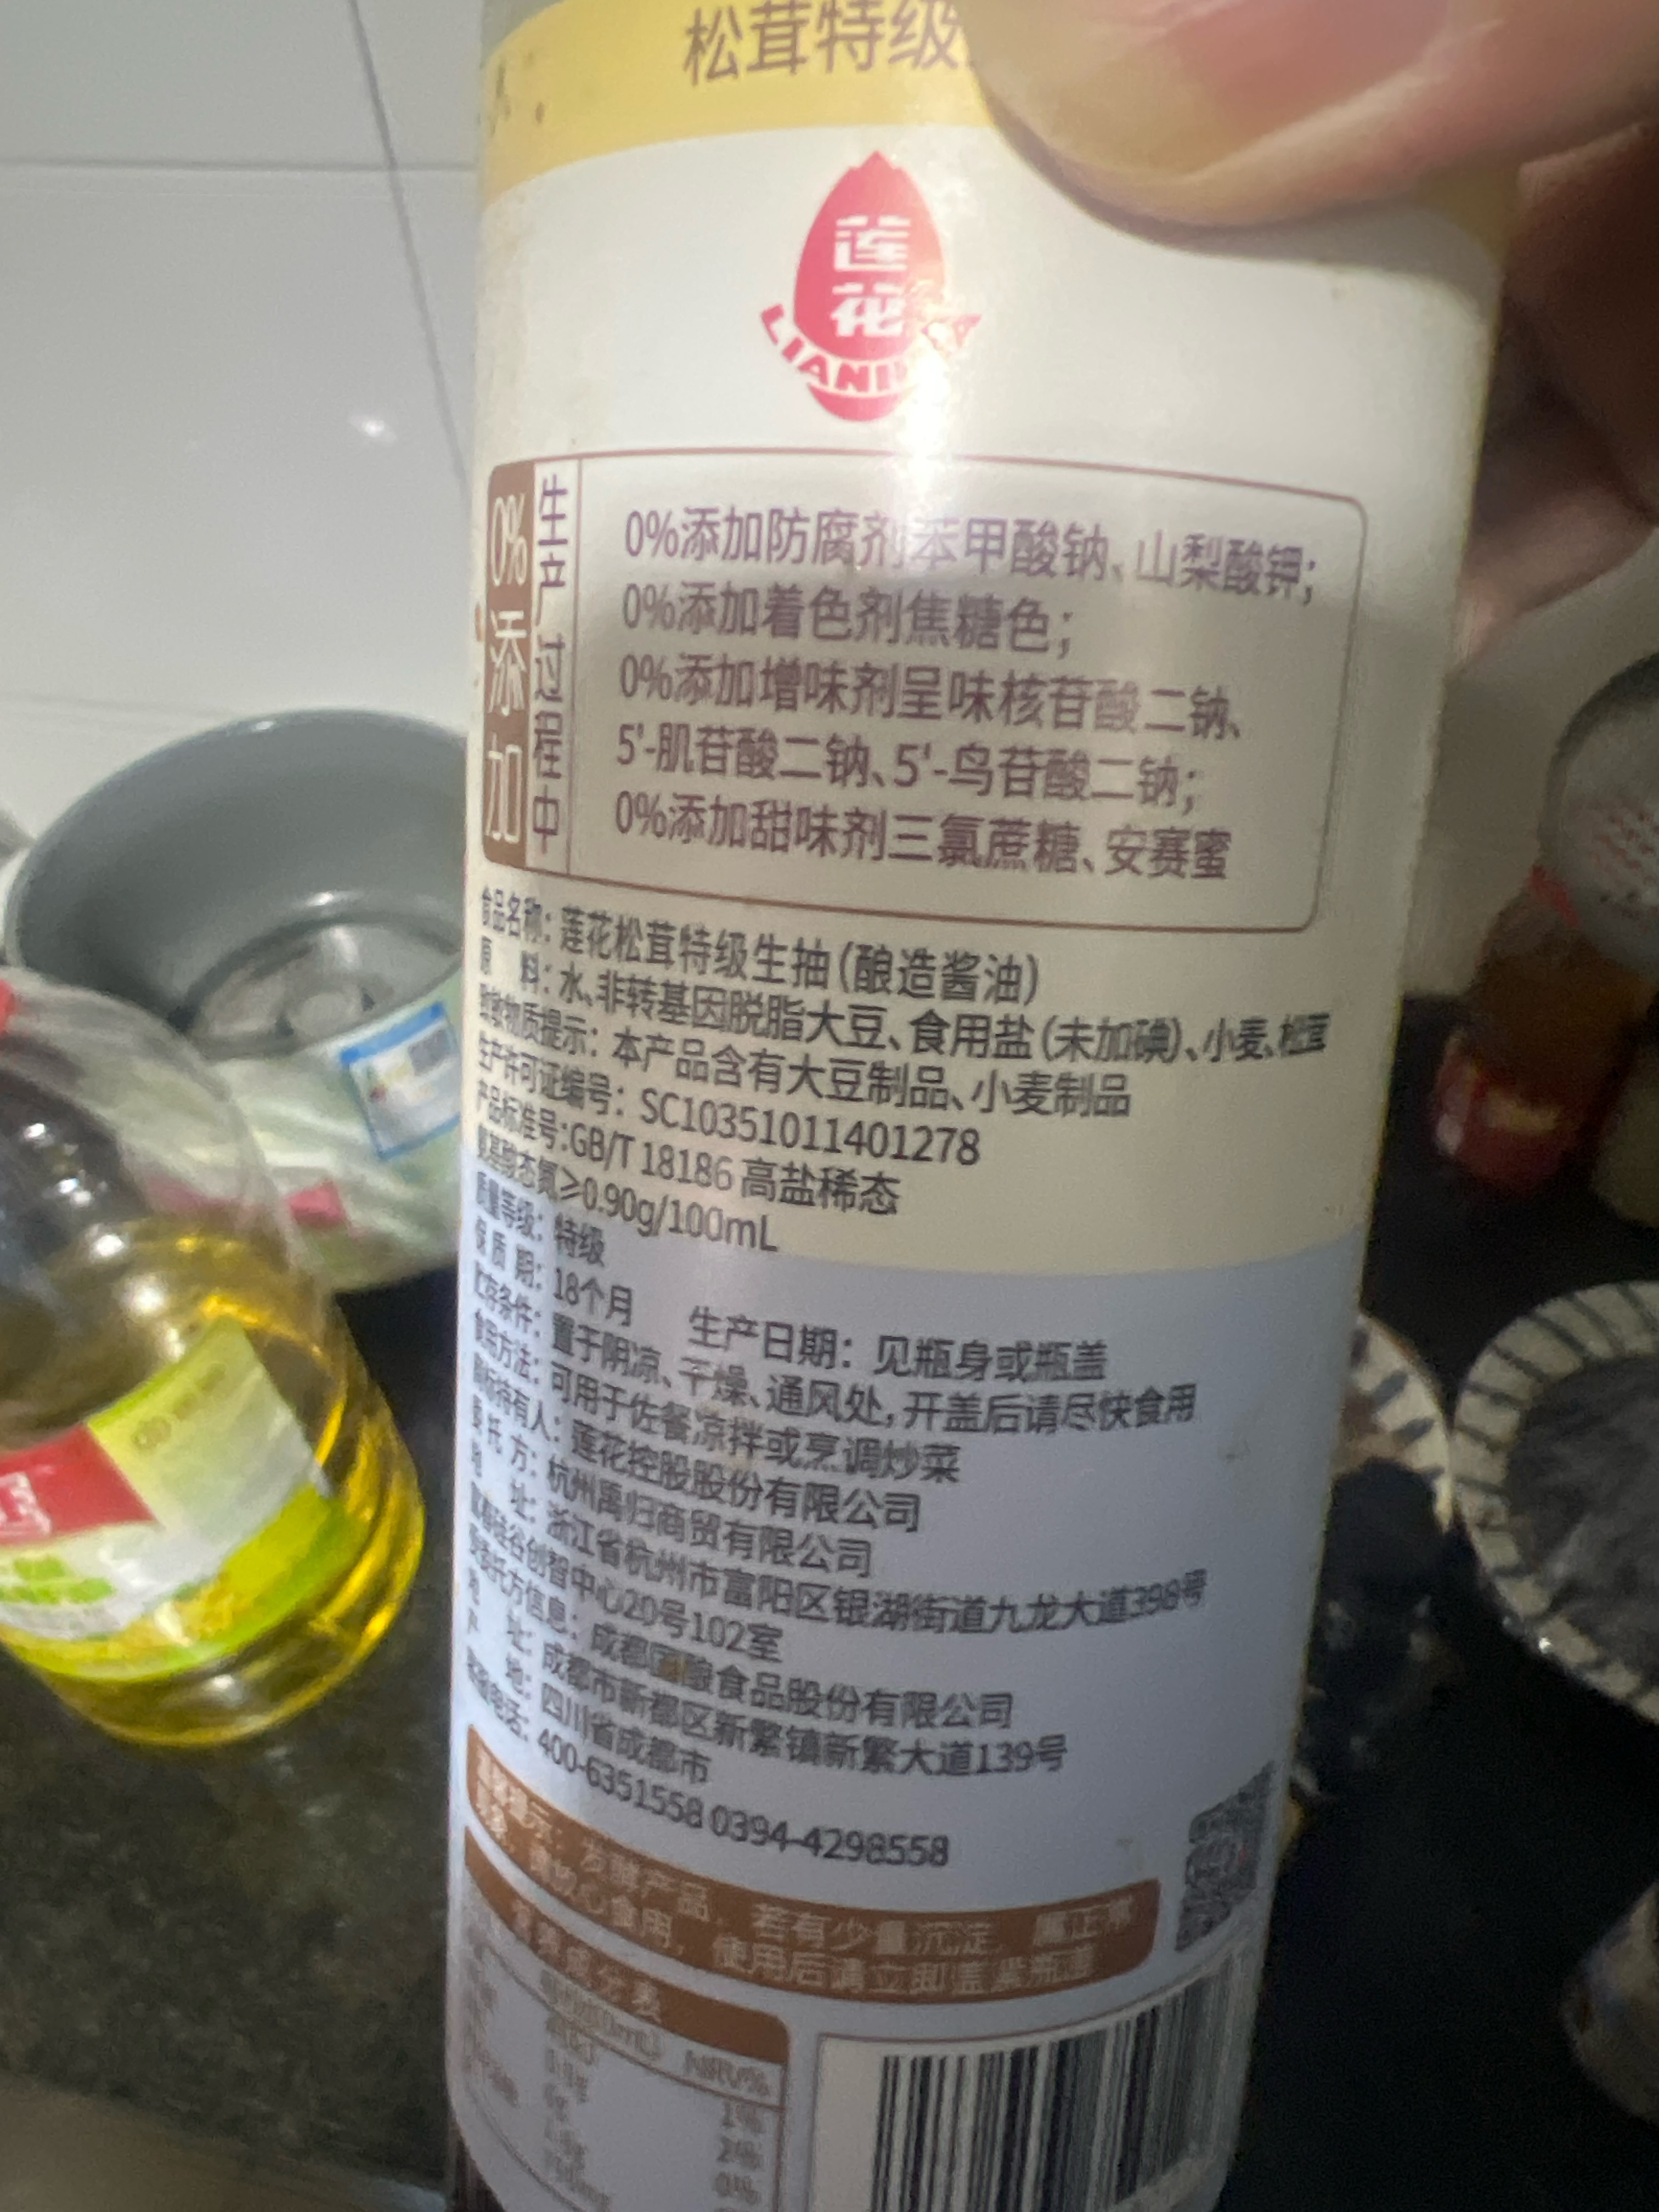 松茸特级
莲花
LIANHUA
0%添加
生产过程中
0%添加防腐剂苯甲酸钠、山梨酸钾;
0%添加着色剂焦糖色;
0%添加增味剂呈味核苷酸二钠、
5'-肌苷酸二钠、5'-鸟苷酸二钠;
0%添加甜味剂三氯蔗糖、安赛蜜
食品名称: 莲花松茸特级生抽(酿造酱油)
原 料: 水、非转基因脱脂大豆、食用盐(未加碘)、小麦、松茸
致敏物质提示: 本产品含有大豆制品、小麦制品
生产许可证编号: SC10351011401278
产品标准号:GB/T 18186 高盐稀态
氨基酸态氮≥0.90g/100mL
质量等级: 特级
保 质 期: 18个月 生产日期: 见瓶身或瓶盖
贮存条件: 置于阴凉、干燥、通风处,开盖后请尽快食用
食用方法: 可用于佐餐凉拌或烹调炒菜
商标持有人: 莲花控股股份有限公司
委 托 方: 杭州禹归商贸有限公司
地 址: 浙江省杭州市富阳区银湖街道九龙大道398号
富春硅谷创智中心20号102室
受委托方信息: 成都国酿食品股份有限公司
地 址: 成都市新都区新繁镇新繁大道139号
产 地: 四川省成都市
客服电话: 400-6351558 0394-4298558
温馨提示: 发酵产品, 若有少量沉淀, 属正常
现象, 请放心食用, 使用后请立即盖紧瓶盖
营养成分表
NRV%
1%
2%
0%